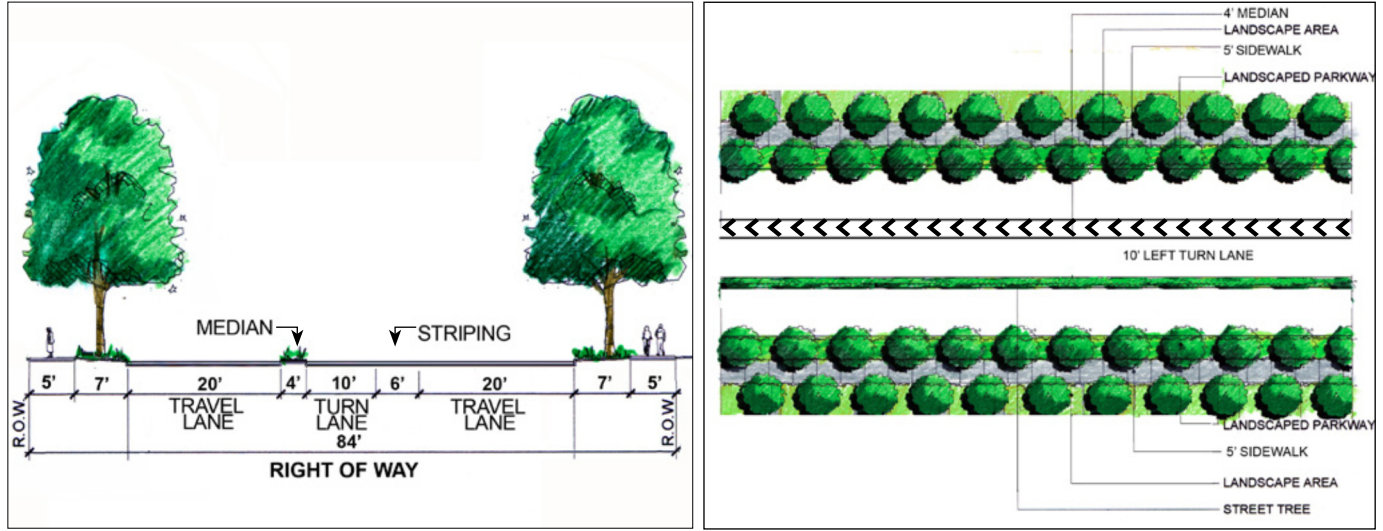 MEDIAN
STRIPING
5' 7' 20' 4' 10' 6' 20' 7' 5'
R.O.W.
TRAVEL
LANE
TURN
LANE
TRAVEL
LANE
R.O.W.
84'
RIGHT OF WAY
4' MEDIAN
LANDSCAPE AREA
5' SIDEWALK
LANDSCAPED PARKWAY
10' LEFT TURN LANE
LANDSCAPED PARKWAY
5' SIDEWALK
LANDSCAPE AREA
STREET TREE